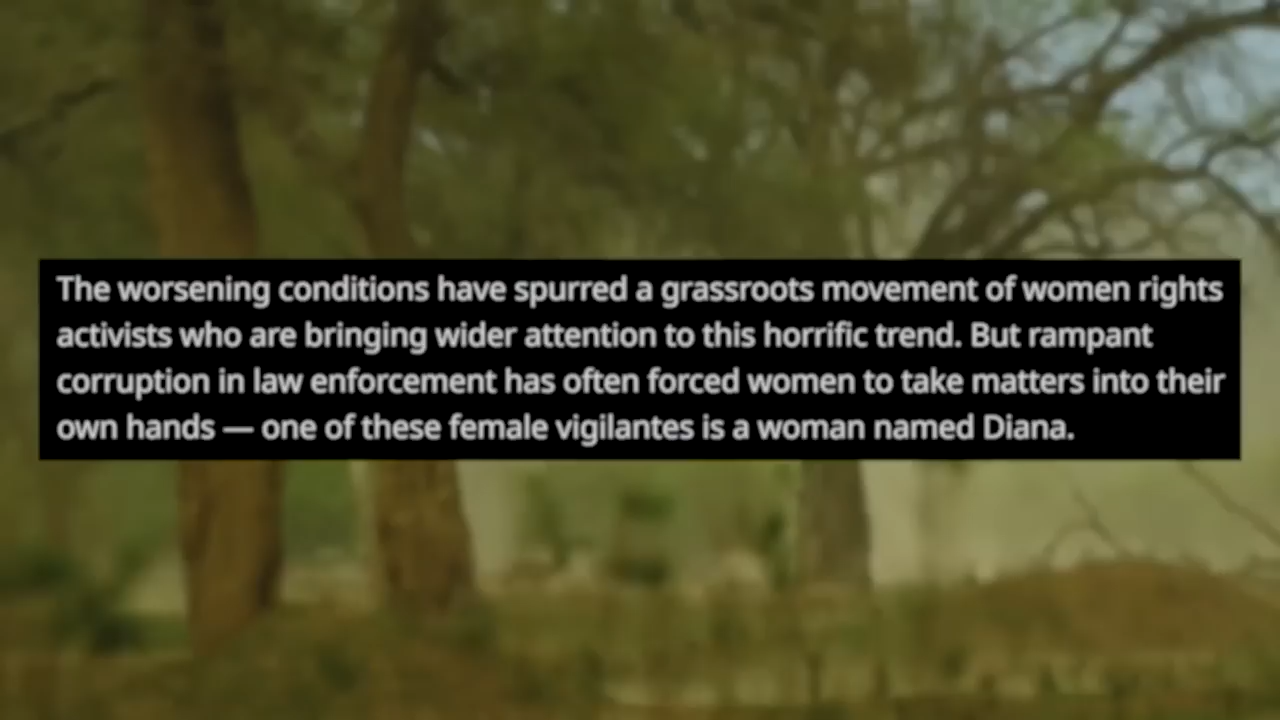 The worsening conditions have spurred a grassroots movement of women rights
activists who are bringing wider attention to this horrific trend. But rampant
corruption in law enforcement has often forced women to take matters into their
own hands — one of these female vigilantes is a woman named Diana.